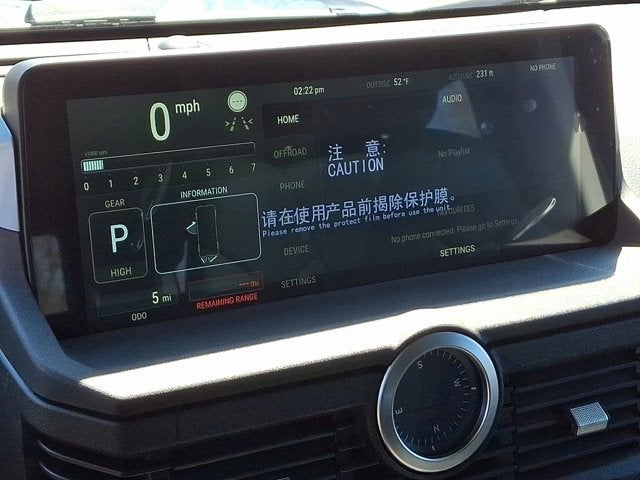 02:22 pm
OUTSIDE 52 °F
ALTITUDE 231 ft
NO PHONE
0 mph
---
x1000 rpm
0 1 2 3 4 5 6 7
GEAR
P
HIGH
INFORMATION
5 mi
ODO
--- mi
REMAINING RANGE
HOME
OFFROAD
PHONE
DEVICE
SETTINGS
AUDIO
No Playlist
FAVOURITES
No phone connected. Please go to Settings.
SETTINGS
注 意:
CAUTION
请在使用产品前揭除保护膜。
Please remove the protect film before use the unit.
S
W
E
N